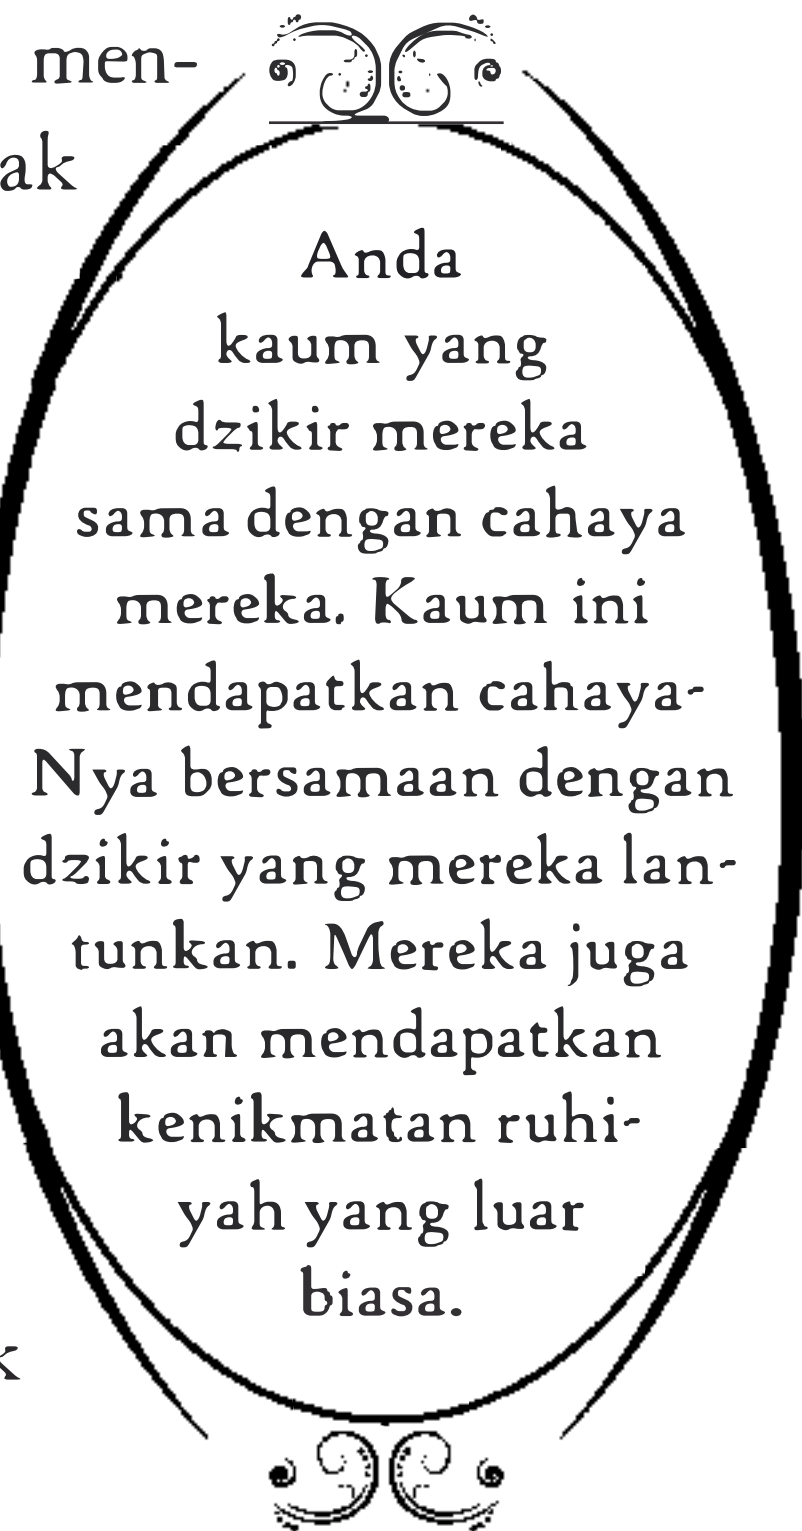 men-
ak
Anda
kaum yang
dzikir mereka
sama dengan cahaya
mereka. Kaum ini
mendapatkan cahaya-
Nya bersamaan dengan
dzikir yang mereka lan-
tunkan. Mereka juga
akan mendapatkan
kenikmatan ruhi-
yah yang luar
biasa.
k